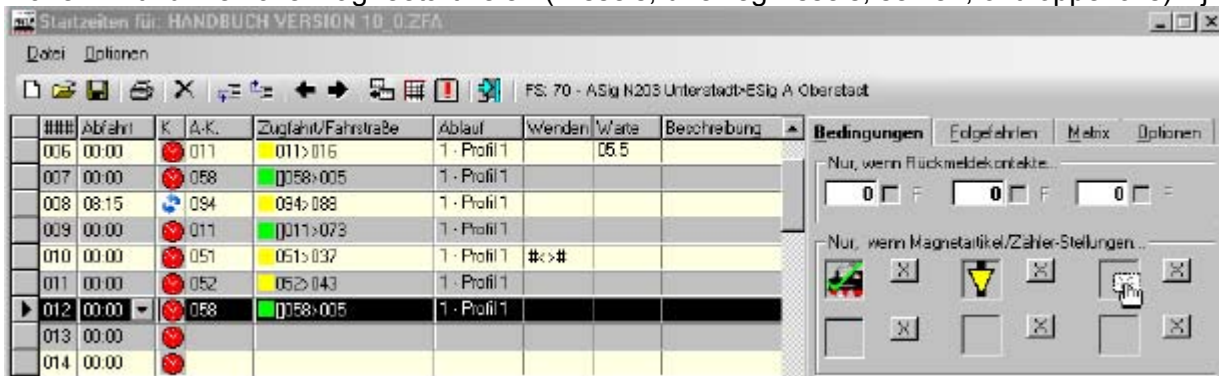 Startzeiten für: HANDBUCH VERSION 10_0.ZFA
Datei Optionen
FS: 70 - ASig N203 Unterstadt>ESig A Oberstadt
### Abfahrt K A.-K. Zugfahrt/Fahrstraße Ablauf Wenden Warte Beschreibung
006 00:00 011 011>016 1 - Profil 1 05.5
007 00:00 058 []058>005 1 - Profil 1
008 08:15 094 094>088 1 - Profil 1
009 00:00 011 []011>073 1 - Profil 1
010 00:00 051 051>037 1 - Profil 1 #<>#
011 00:00 052 052>043 1 - Profil 1
012 00:00 058 []058>005 1 - Profil 1
013 00:00
014 00:00
Bedingungen Folgefahrten Matrix Optionen
Nur, wenn Rückmeldekontakte...
0 F 0 F 0 F
Nur, wenn Magnetartikel/Zähler-Stellungen...
X X X
X X X